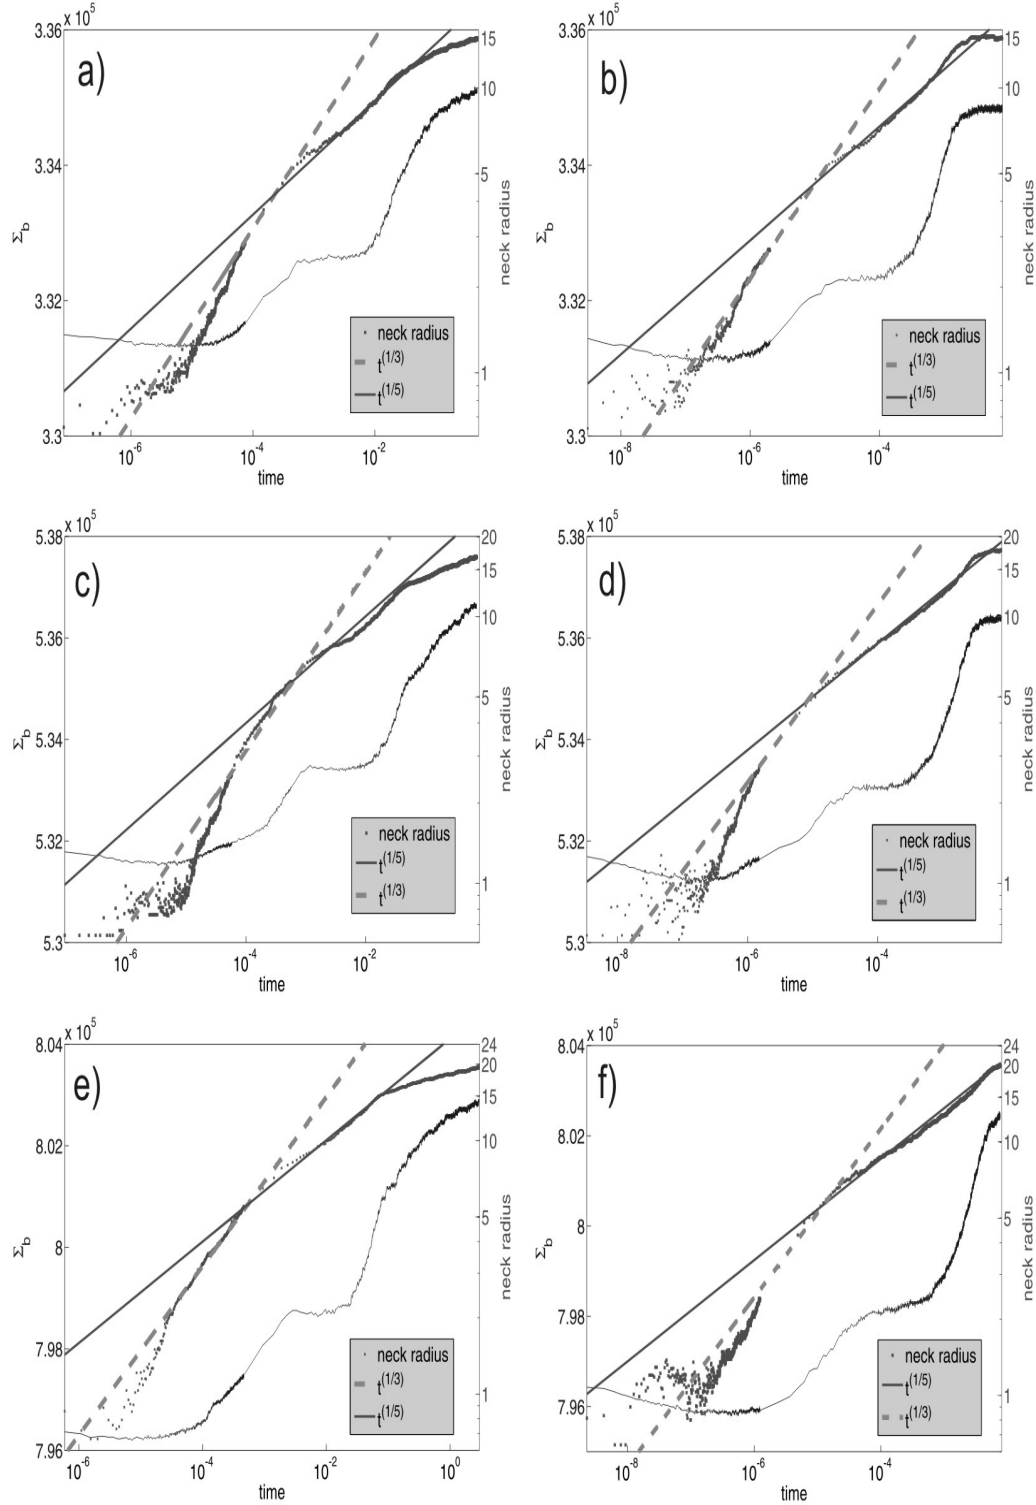 x 10^5
3.36
3.34
3.32
3.3
Σ_b
a)
15
10
5
1
neck radius
neck radius
t^(1/3)
t^(1/5)
10^-6
10^-4
10^-2
time
x 10^5
3.36
3.34
3.32
3.3
Σ_b
b)
15
10
5
1
neck radius
neck radius
t^(1/3)
t^(1/5)
10^-8
10^-6
10^-4
time
x 10^5
5.38
5.36
5.34
5.32
5.3
Σ_b
c)
20
15
10
5
1
neck radius
neck radius
t^(1/5)
t^(1/3)
10^-6
10^-4
10^-2
time
x 10^5
5.38
5.36
5.34
5.32
5.3
Σ_b
d)
20
15
10
5
1
neck radius
neck radius
t^(1/5)
t^(1/3)
10^-8
10^-6
10^-4
time
x 10^5
8.04
8.02
8
7.98
7.96
Σ_b
e)
24
20
15
10
5
1
neck radius
neck radius
t^(1/3)
t^(1/5)
10^-6
10^-4
10^-2
10^0
time
x 10^5
8.04
8.02
8
7.98
7.96
Σ_b
f)
24
20
15
10
5
1
neck radius
neck radius
t^(1/5)
t^(1/3)
10^-8
10^-6
10^-4
time